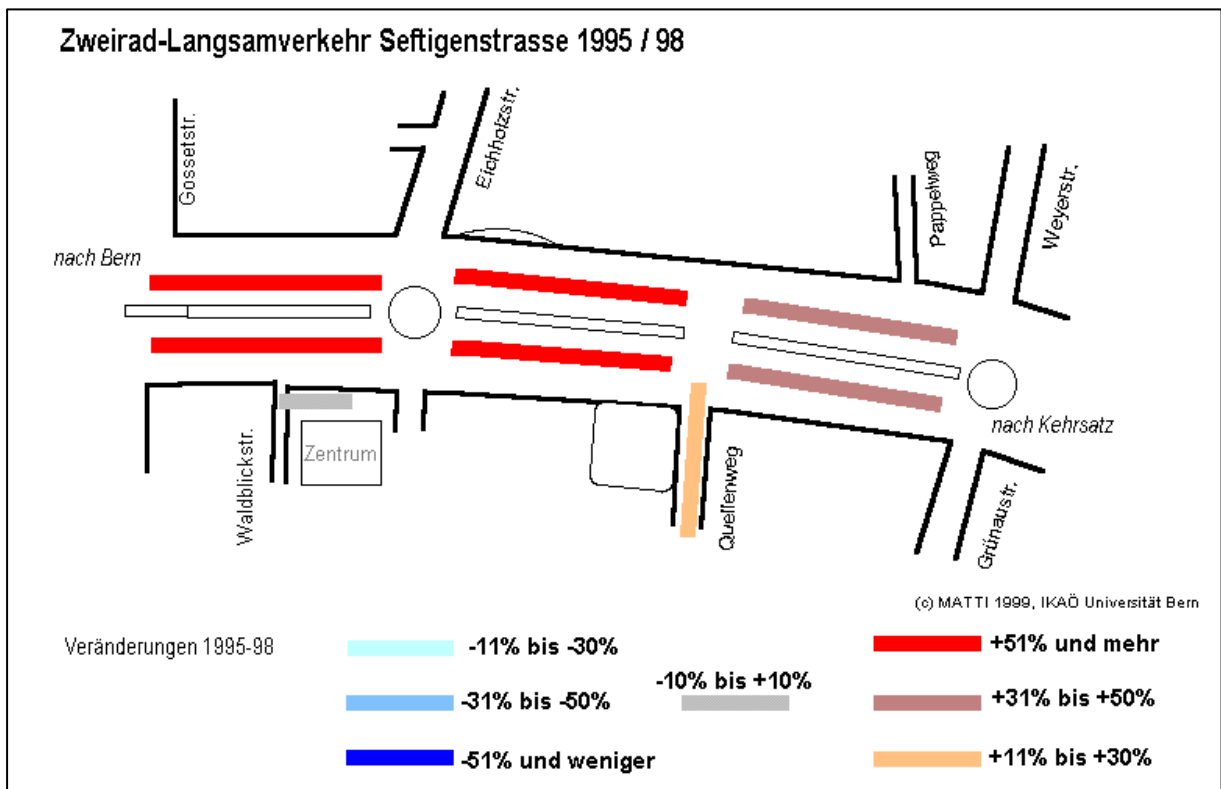 Zweirad-Langsamverkehr Seftigenstrasse 1995 / 98
Gossetstr.
Eichholzstr.
Pappelweg
Weyerstr.
nach Bern
nach Kehrsatz
Waldblickstr.
Zentrum
Quellenweg
Grünaustr.
(c) MATTI 1999, IKAÖ Universität Bern
Veränderungen 1995-98
-11% bis -30%
-31% bis -50%
-51% und weniger
-10% bis +10%
+51% und mehr
+31% bis +50%
+11% bis +30%